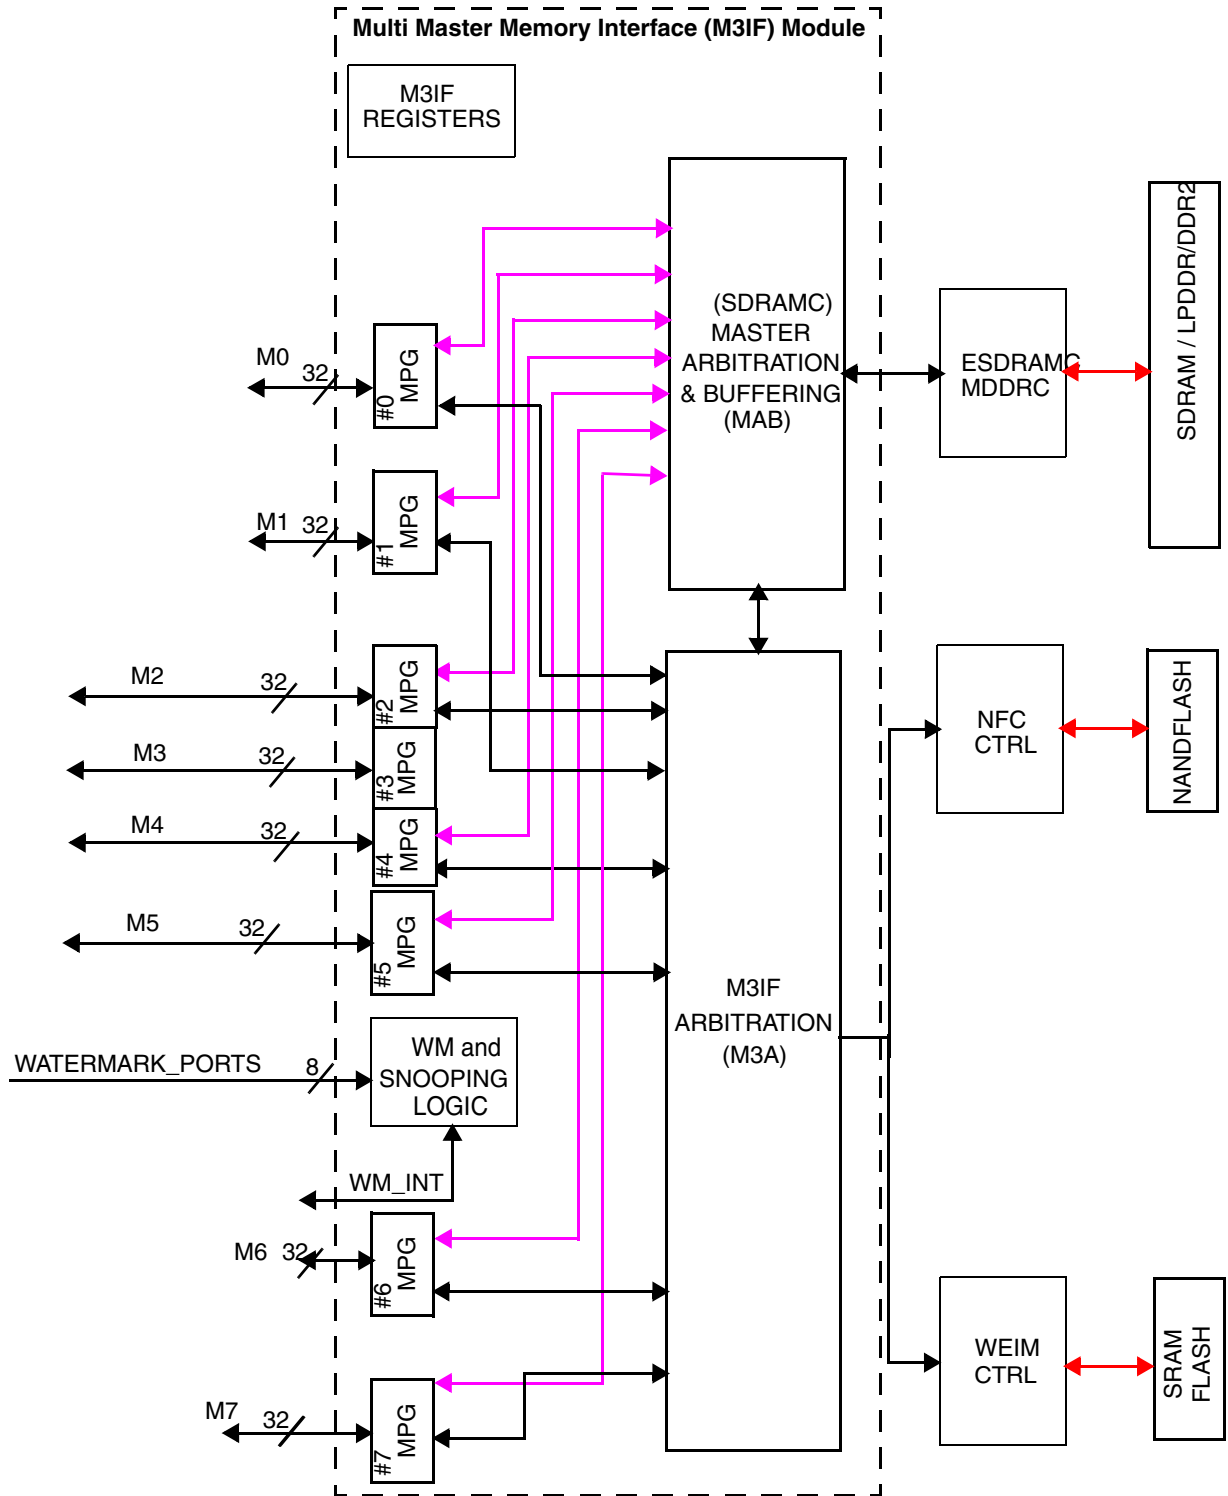 Multi Master Memory Interface (M3IF) Module
M3IF
REGISTERS
(SDRAMC)
MASTER
ARBITRATION
& BUFFERING
(MAB)
ESDRAMC
MDDRC
SDRAM / LPDDR/DDR2
M0
32
#0
MPG
M1
32
#1
MPG
M2
32
#2
MPG
M3
32
#3
MPG
M4
32
#4
MPG
M5
32
#5
MPG
NFC
CTRL
NANDFLASH
M3IF
ARBITRATION
(M3A)
WATERMARK_PORTS
8
WM and
SNOOPING
LOGIC
WM_INT
M6
32
#6
MPG
M7
32
#7
MPG
WEIM
CTRL
SRAM
FLASH